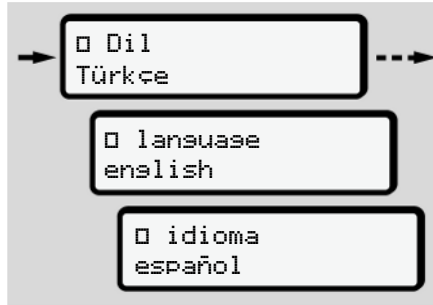 □ Dil
Türkçe
□ language
english
□ idioma
español